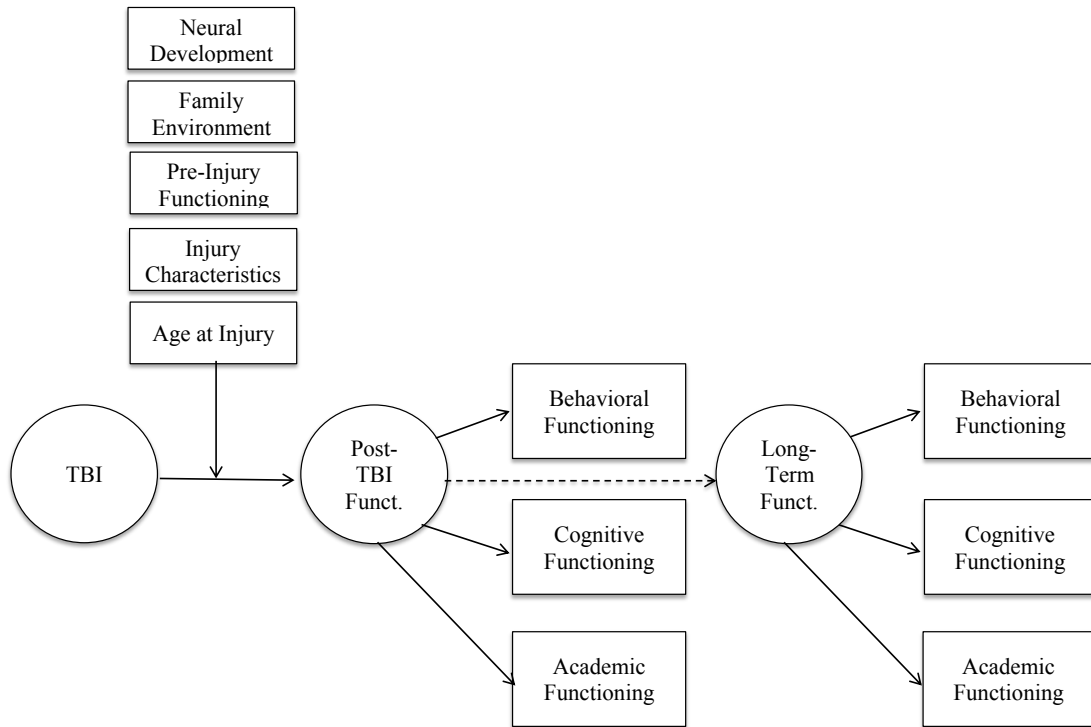 Neural
Development
Family
Environment
Pre-Injury
Functioning
Injury
Characteristics
Age at Injury
TBI
Post-
TBI
Funct.
Behavioral
Functioning
Cognitive
Functioning
Academic
Functioning
Long-
Term
Funct.
Behavioral
Functioning
Cognitive
Functioning
Academic
Functioning